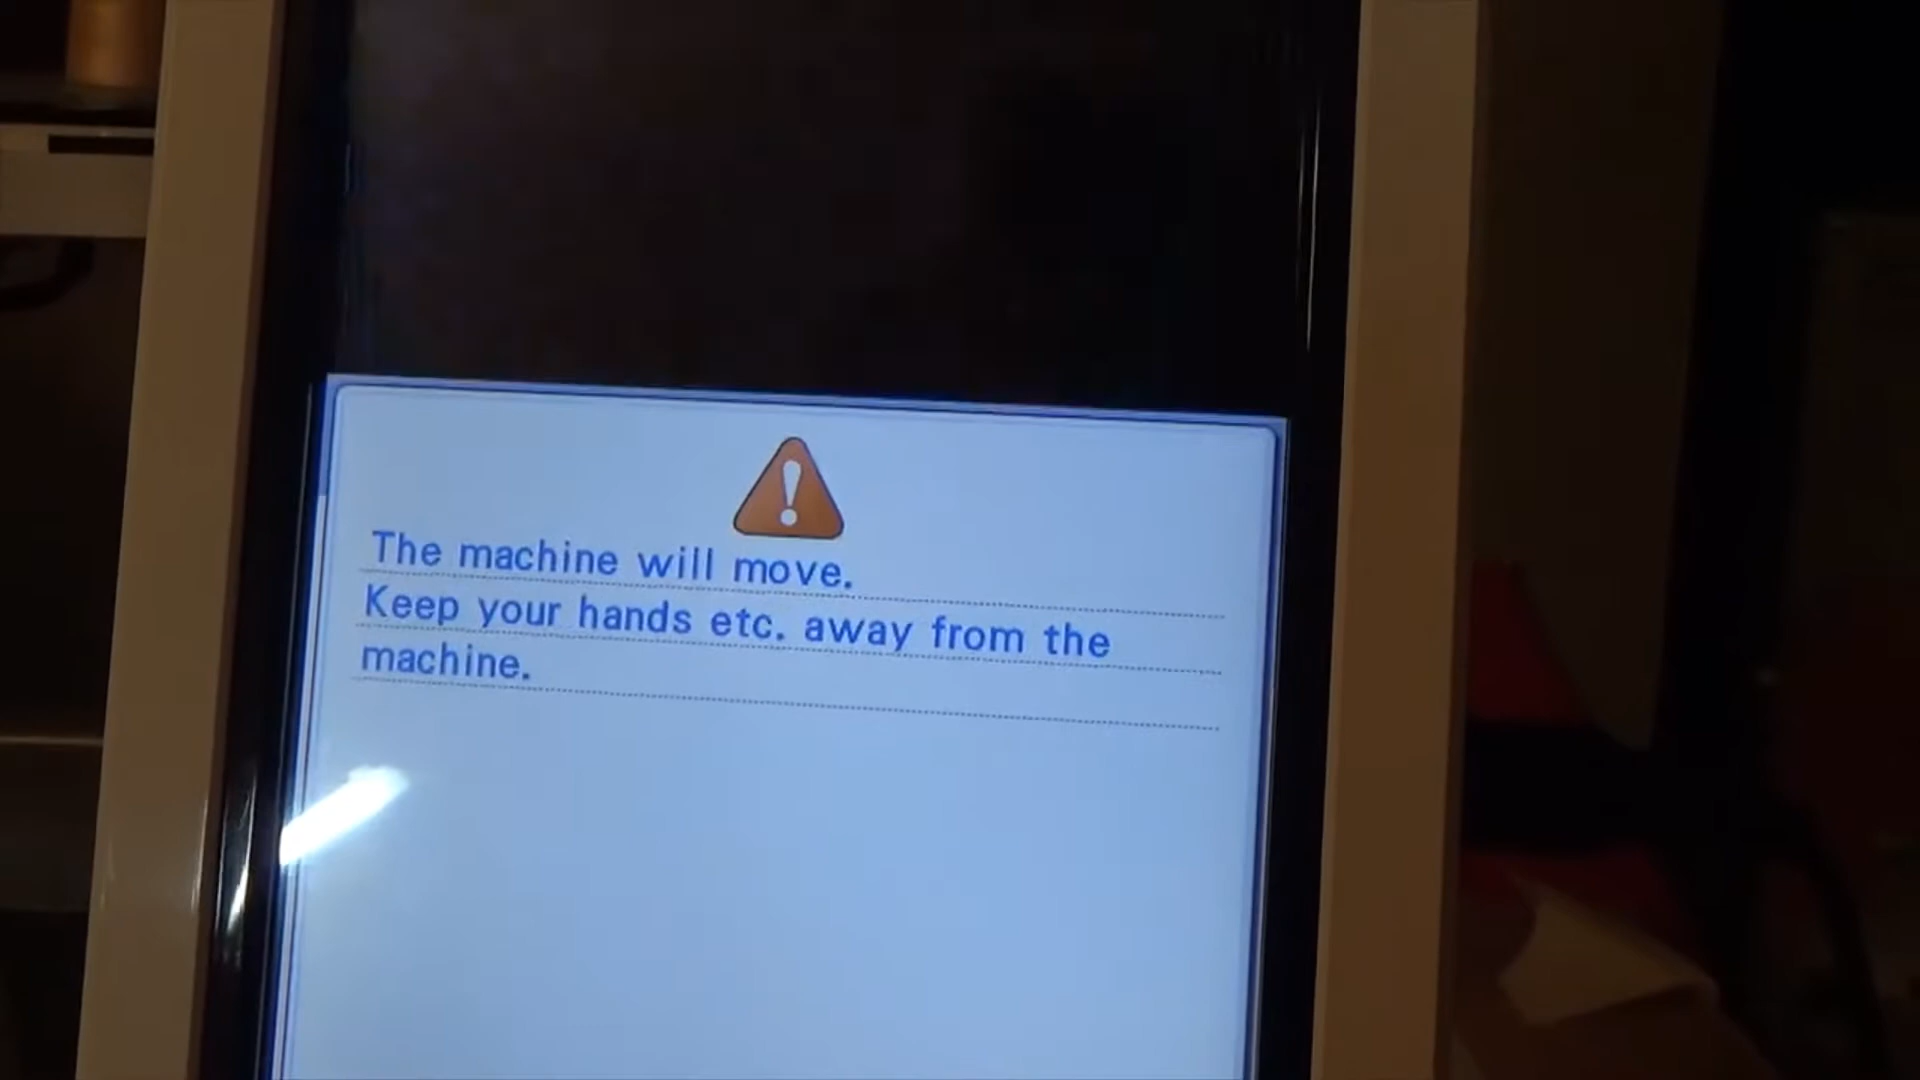 The machine will move.
Keep your hands etc. away from the
machine.